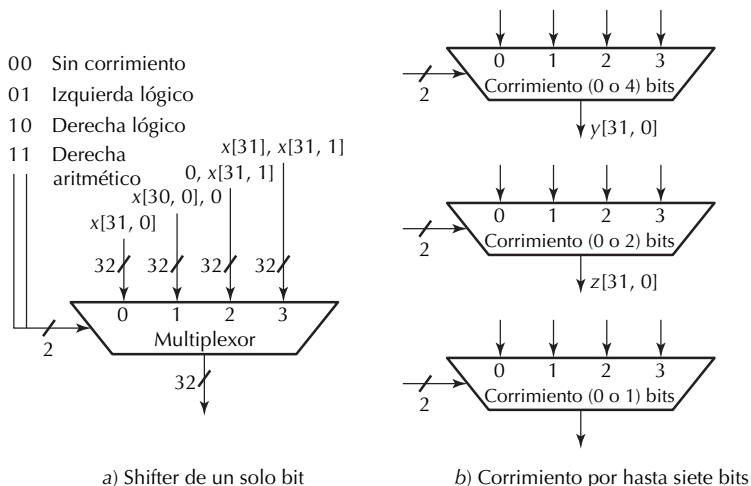 00 Sin corrimiento
01 Izquierda lógico
10 Derecha lógico
11 Derecha
aritmético
x[31], x[31, 1]
0, x[31, 1]
x[30, 0], 0
x[31, 0]
32 32 32 32
0 1 2 3
Multiplexor
2
32
a) Shifter de un solo bit
0 1 2 3
Corrimiento (0 o 4) bits
2
y[31, 0]
0 1 2 3
Corrimiento (0 o 2) bits
2
z[31, 0]
0 1 2 3
Corrimiento (0 o 1) bits
2
b) Corrimiento por hasta siete bits